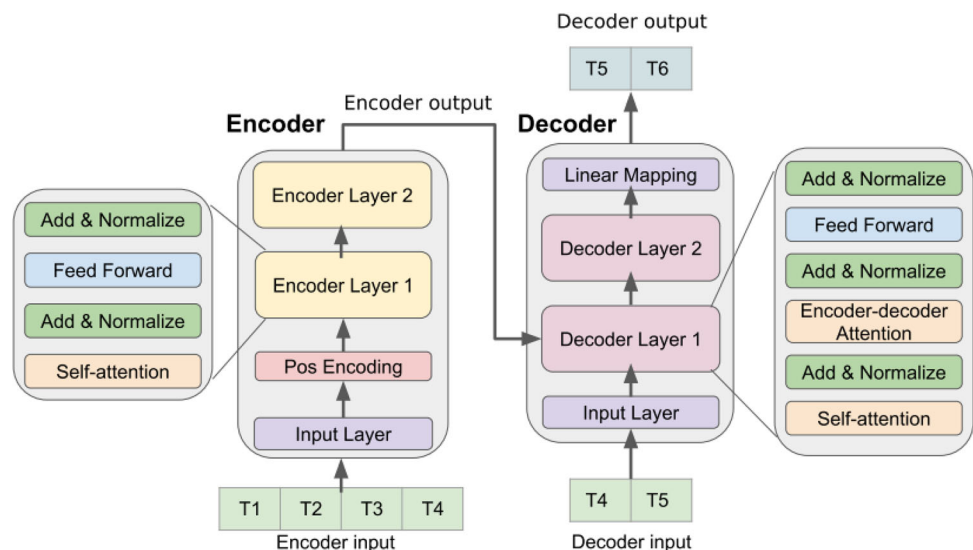 Decoder output
T5 T6
Encoder output
Encoder
Decoder
Add & Normalize
Feed Forward
Add & Normalize
Self-attention
Encoder Layer 2
Encoder Layer 1
Pos Encoding
Input Layer
T1 T2 T3 T4
Encoder input
Linear Mapping
Decoder Layer 2
Decoder Layer 1
Input Layer
T4 T5
Decoder input
Add & Normalize
Feed Forward
Add & Normalize
Encoder-decoder
Attention
Add & Normalize
Self-attention